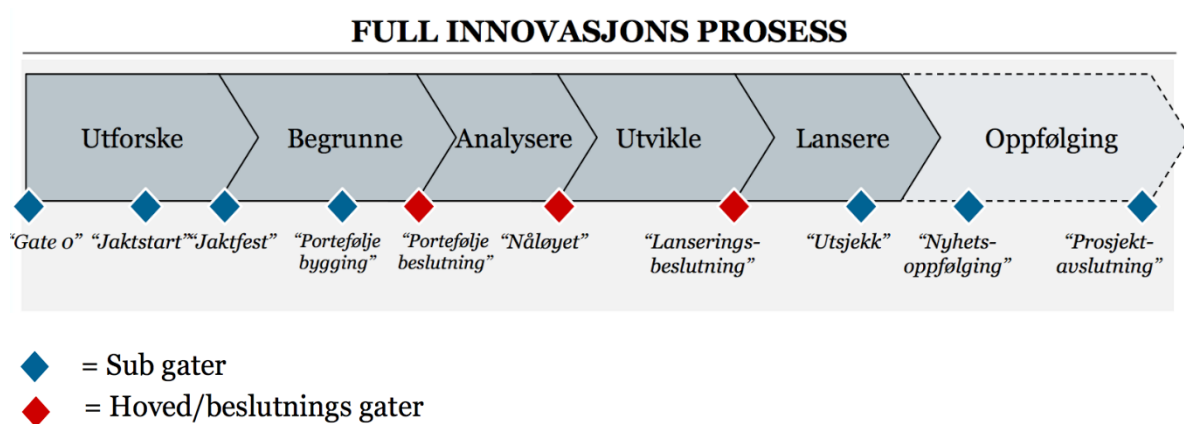 FULL INNOVASJONS PROSESS
Utforske
Begrunne
Analysere
Utvikle
Lansere
Oppfølging
“Gate 0”
“Jaktstart”
“Jaktfest”
“Portefølje
bygging”
“Portefølje
beslutning”
“Nåløyet”
“Lanserings-
beslutning”
“Utsjekk”
“Nyhets-
oppfølging”
“Prosjekt-
avslutning”
= Sub gater
= Hoved/beslutnings gater